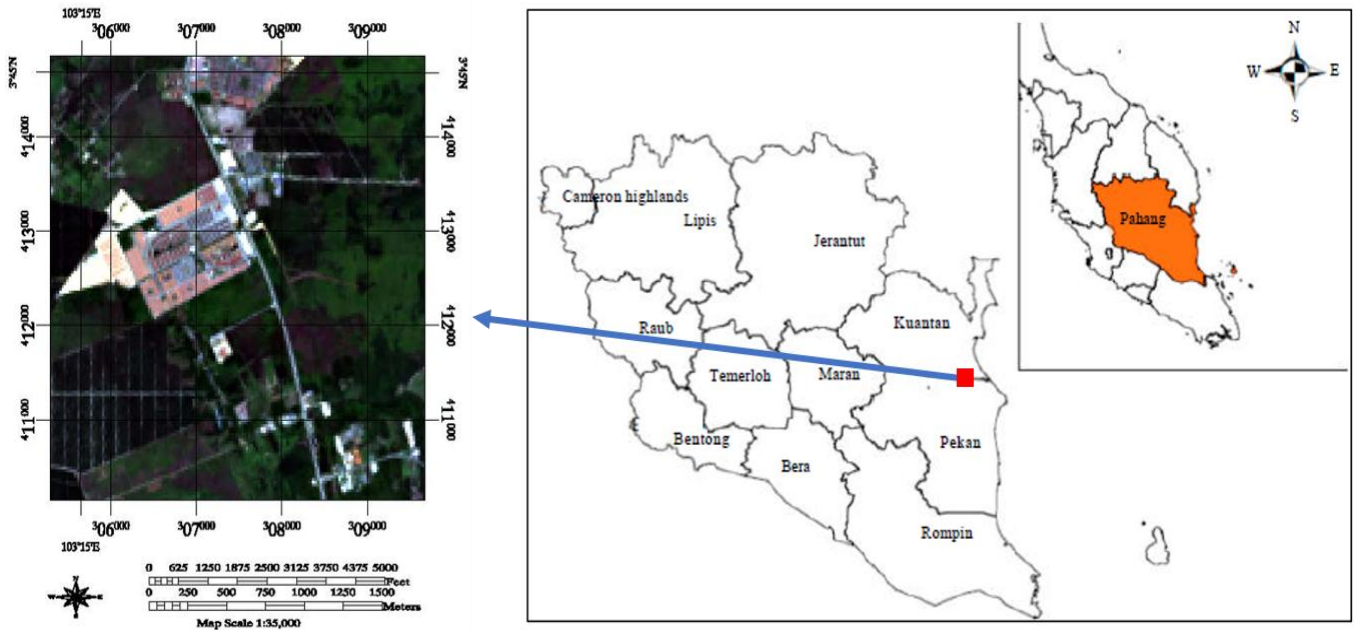 103°15'E
306000 307000 308000 309000
3°45'N
3°45'N
414000
414000
413000
413000
412000
412000
411000
411000
306000 307000 308000 309000
103°15'E
0 625 1250 1875 2500 3125 3750 4375 5000
Feet
0 250 500 750 1000 1250 1500
Meters
Map Scale 1:35,000
N
W E
S
Pahang
Cameron highlands
Lipis
Jerantut
Kuantan
Raub
Temerloh
Maran
Bentong
Bera
Pekan
Rompin